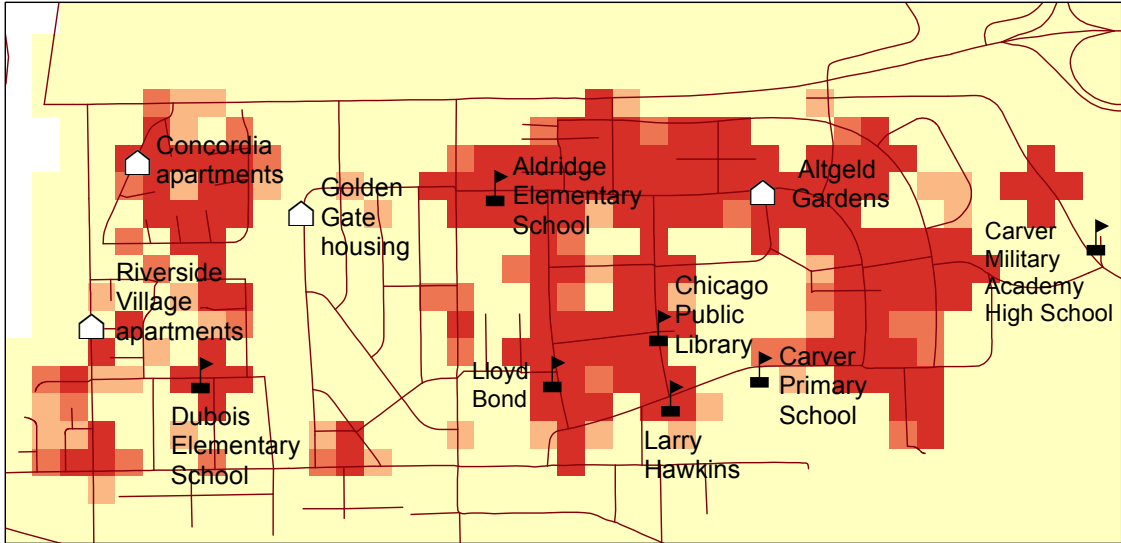 Concordia
apartments
Golden
Gate
housing
Aldridge
Elementary
School
Altgeld
Gardens
Carver
Military
Academy
High School
Riverside
Village
apartments
Chicago
Public
Library
Lloyd
Bond
Carver
Primary
School
Dubois
Elementary
School
Larry
Hawkins